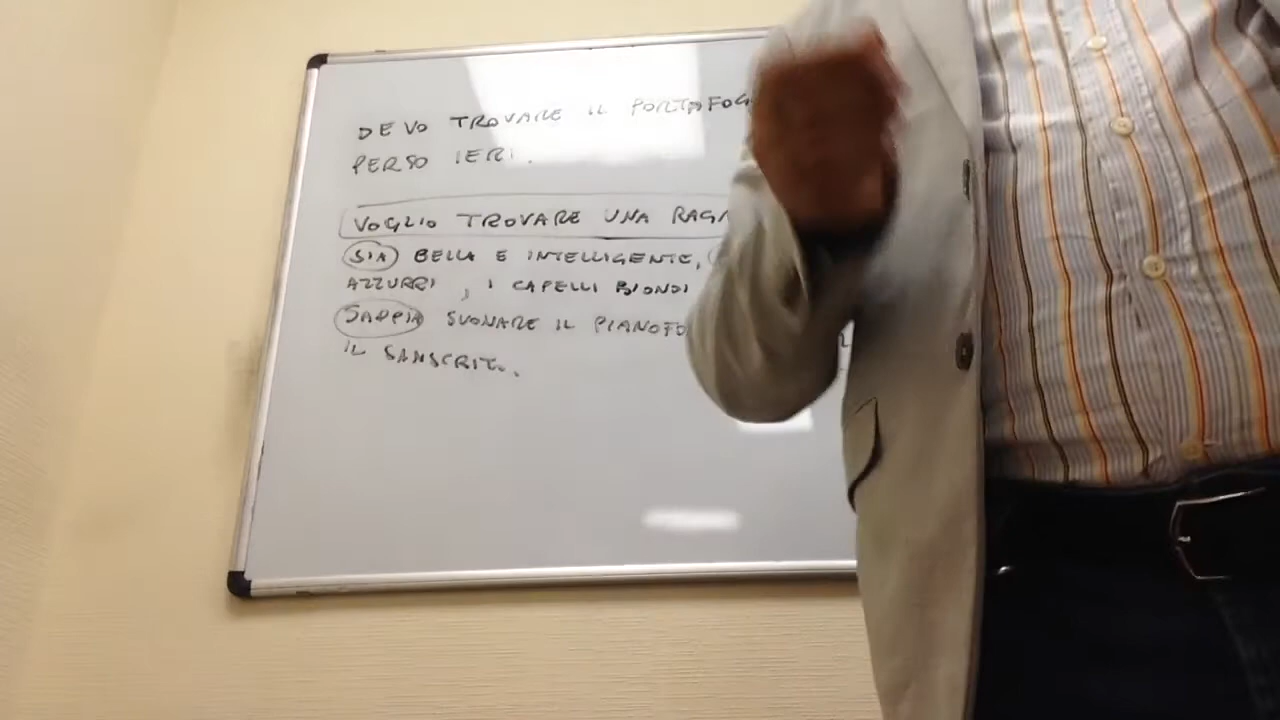 DEVO TROVARE IL PORTAFOG
PERSO IERI.
VOGLIO TROVARE UNA RAGA
SIA BELLA E INTELLIGENTE,
AZZURRI, I CAPELLI BIONDI
SAPPIA SUONARE IL PIANOFO
IL SANSCRITO.